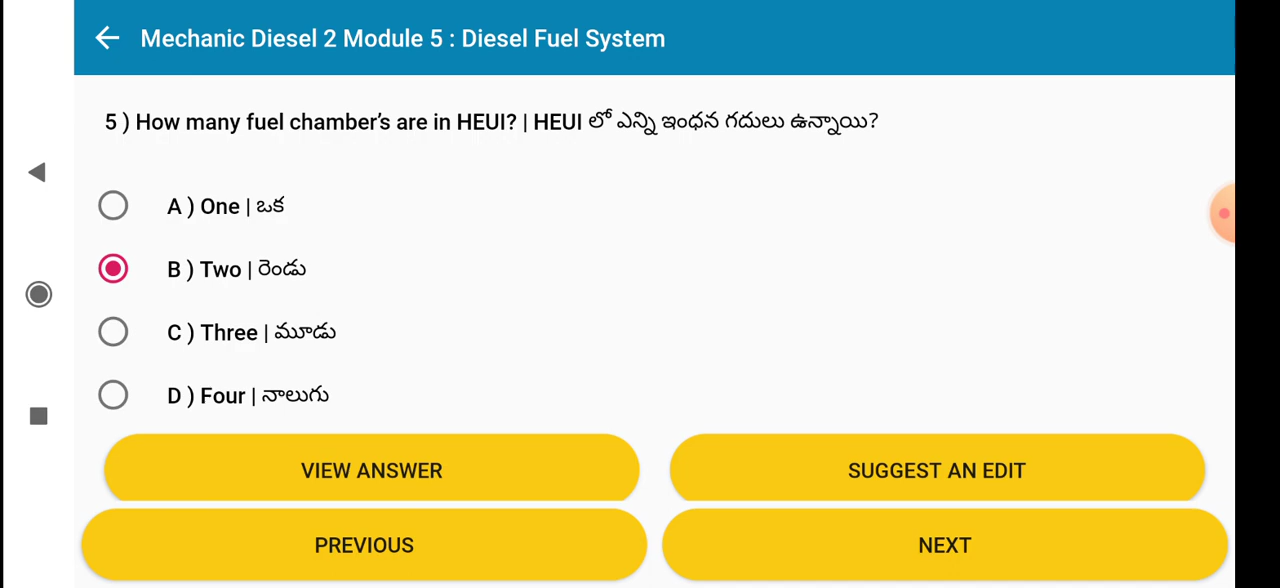 Mechanic Diesel 2 Module 5 : Diesel Fuel System
5 ) How many fuel chamber’s are in HEUI? | HEUI లో ఎన్ని ఇంధన గదులు ఉన్నాయి?
A ) One | ఒక
B ) Two | రెండు
C ) Three | మూడు
D ) Four | నాలుగు
VIEW ANSWER
SUGGEST AN EDIT
PREVIOUS
NEXT